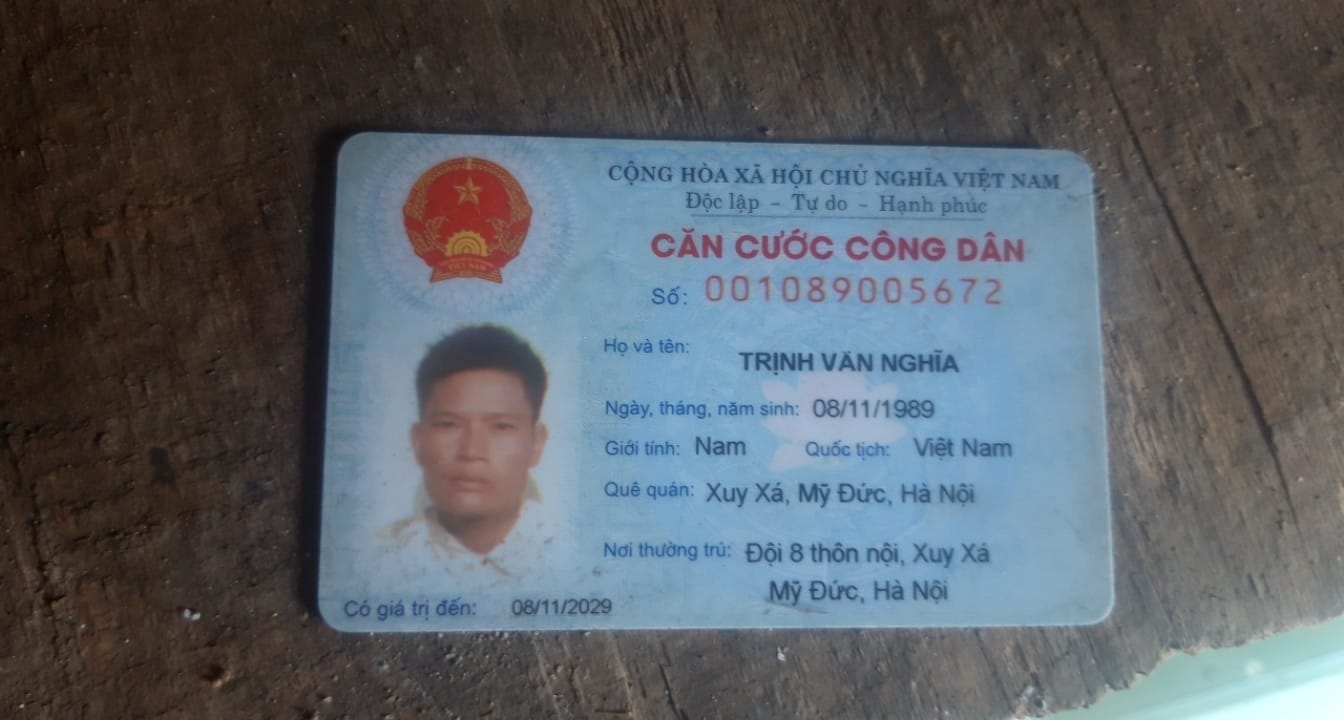 CỘNG HÒA XÃ HỘI CHỦ NGHĨA VIỆT NAM
Độc lập - Tự do - Hạnh phúc
CĂN CƯỚC CÔNG DÂN
Số: 001089005672
Họ và tên: TRỊNH VĂN NGHĨA
Ngày, tháng, năm sinh: 08/11/1989
Giới tính: Nam Quốc tịch: Việt Nam
Quê quán: Xuy Xá, Mỹ Đức, Hà Nội
Nơi thường trú: Đội 8 thôn nội, Xuy Xá
Mỹ Đức, Hà Nội
Có giá trị đến: 08/11/2029
VIỆT NAM